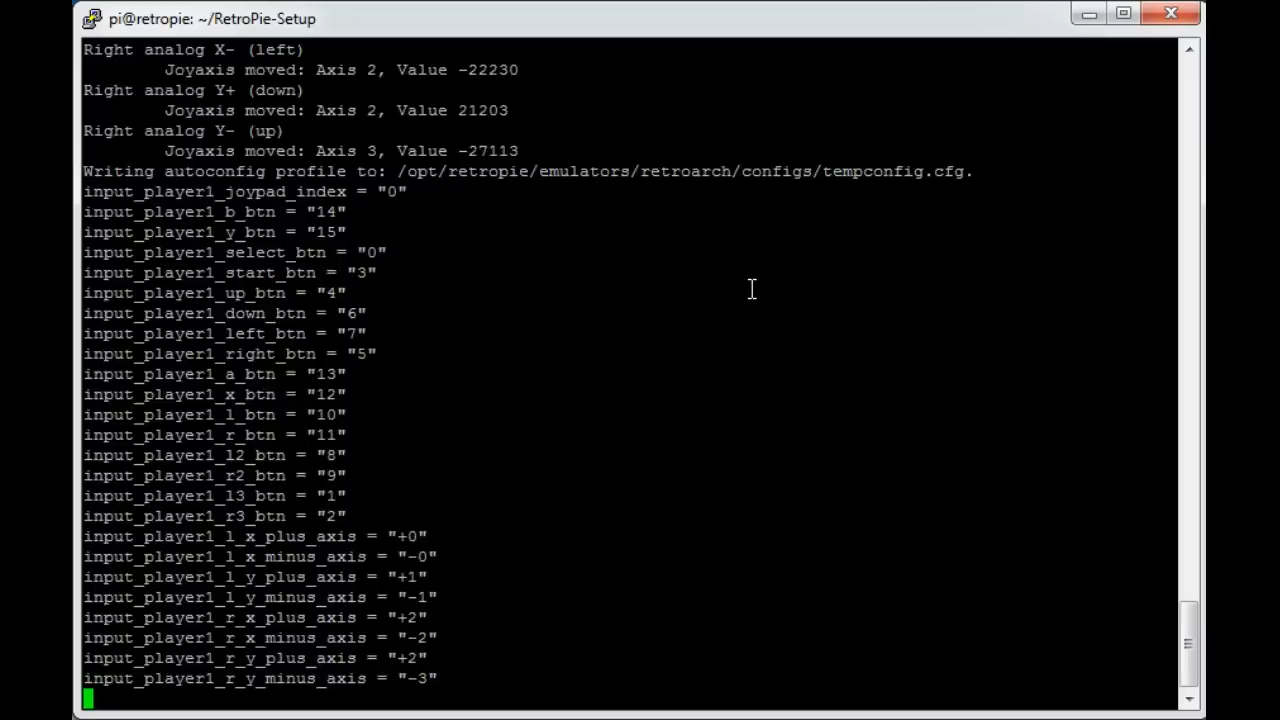 pi@retropie: ~/RetroPie-Setup
Right analog X- (left)
Joyaxis moved: Axis 2, Value -22230
Right analog Y+ (down)
Joyaxis moved: Axis 2, Value 21203
Right analog Y- (up)
Joyaxis moved: Axis 3, Value -27113
Writing autoconfig profile to: /opt/retropie/emulators/retroarch/configs/tempconfig.cfg.
input_player1_joypad_index = "0"
input_player1_b_btn = "14"
input_player1_y_btn = "15"
input_player1_select_btn = "0"
input_player1_start_btn = "3"
input_player1_up_btn = "4"
input_player1_down_btn = "6"
input_player1_left_btn = "7"
input_player1_right_btn = "5"
input_player1_a_btn = "13"
input_player1_x_btn = "12"
input_player1_l_btn = "10"
input_player1_r_btn = "11"
input_player1_l2_btn = "8"
input_player1_r2_btn = "9"
input_player1_l3_btn = "1"
input_player1_r3_btn = "2"
input_player1_l_x_plus_axis = "+0"
input_player1_l_x_minus_axis = "-0"
input_player1_l_y_plus_axis = "+1"
input_player1_l_y_minus_axis = "-1"
input_player1_r_x_plus_axis = "+2"
input_player1_r_x_minus_axis = "-2"
input_player1_r_y_plus_axis = "+2"
input_player1_r_y_minus_axis = "-3"